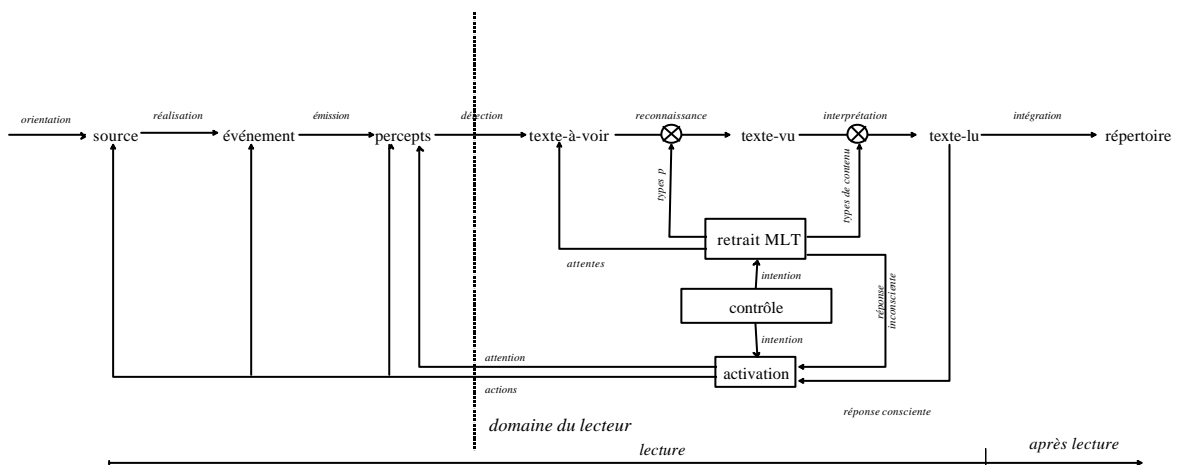 orientation
réalisation
émission
détection
reconnaissance
interprétation
intégration
source
événement
percepts
texte-à-voir
texte-vu
texte-lu
répertoire
types p
types de contenu
retrait MLT
attentes
intention
réponse
inconsciente
contrôle
intention
attention
activation
actions
réponse consciente
domaine du lecteur
lecture
après lecture